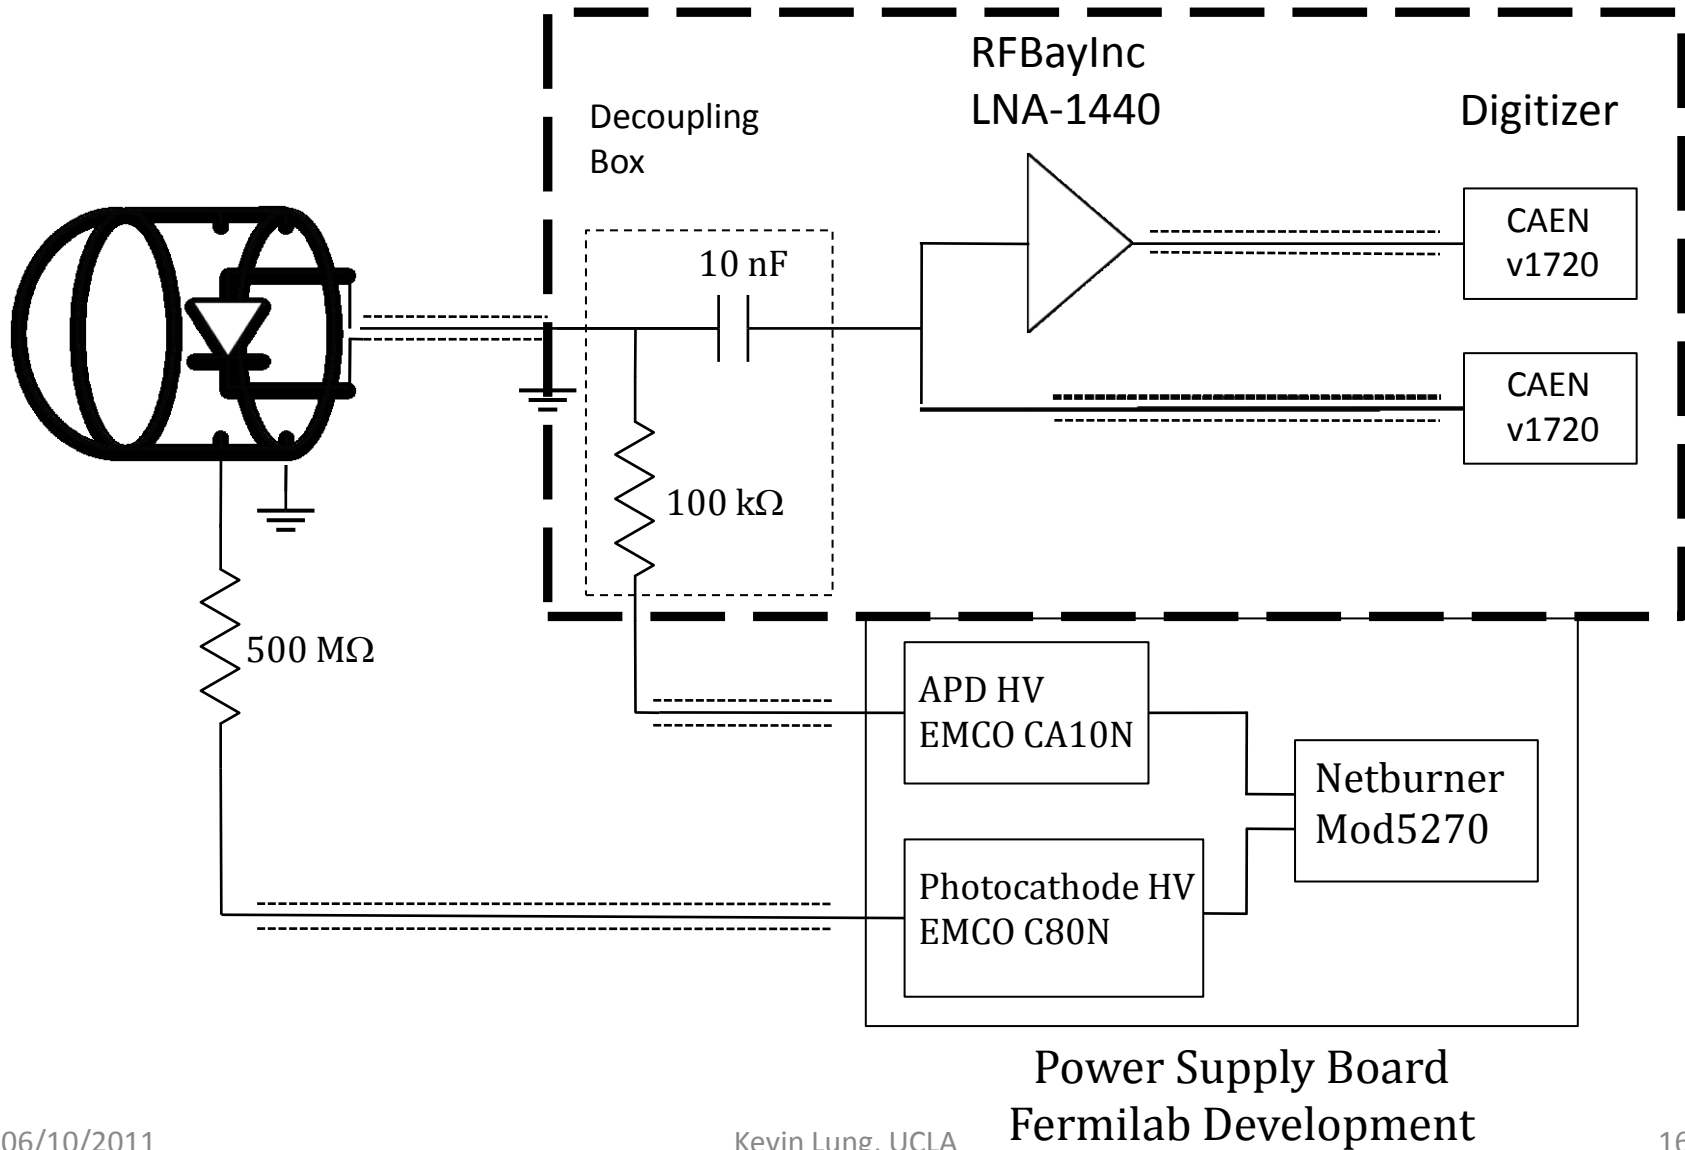 RFBayInc
LNA-1440
Digitizer
Decoupling
Box
CAEN
v1720
10 nF
CAEN
v1720
100 kΩ
500 MΩ
APD HV
EMCO CA10N
Netburner
Mod5270
Photocathode HV
EMCO C80N
Power Supply Board
Fermilab Development
06/10/2011
Kevin Lung, UCLA
16